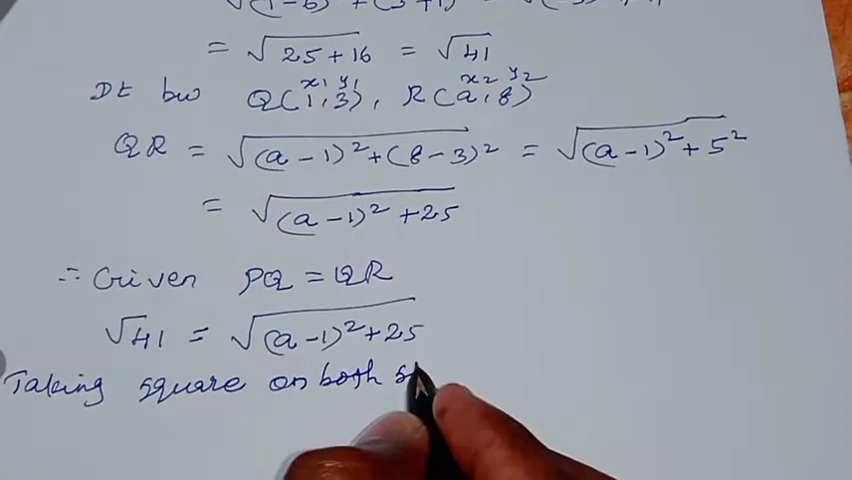 = √25+16 = √41
Dt bw Q(1,3), R(a,8)
x1 y1 x2 y2
QR = √(a-1)²+(8-3)² = √(a-1)²+5²
= √(a-1)²+25
∴ Given PQ = QR
√41 = √(a-1)²+25
Taking square on both s